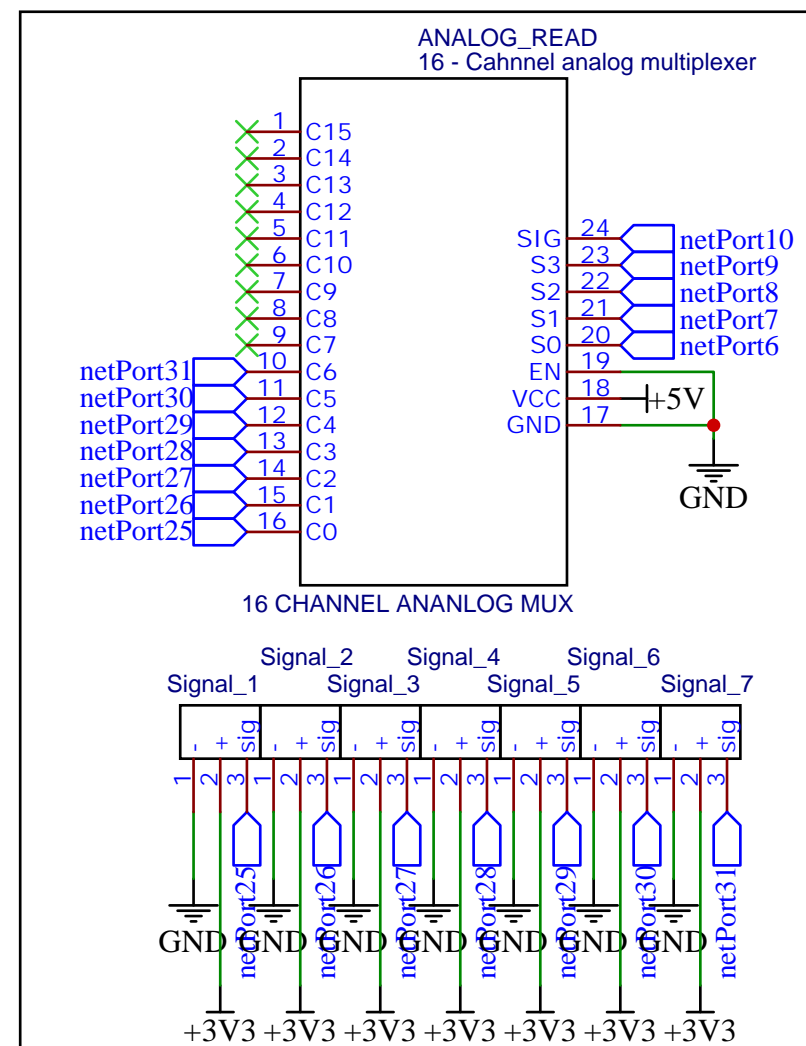 ANALOG_READ
16 - Cahnnel analog multiplexer
1 C15
2 C14
3 C13
4 C12
5 C11
6 C10
7 C9
8 C8
9 C7
netPort31 10 C6
netPort30 11 C5
netPort29 12 C4
netPort28 13 C3
netPort27 14 C2
netPort26 15 C1
netPort25 16 C0
SIG 24 netPort10
S3 23 netPort9
S2 22 netPort8
S1 21 netPort7
S0 20 netPort6
EN 19
VCC 18 +5V
GND 17
GND
16 CHANNEL ANANLOG MUX
Signal_2 Signal_4 Signal_6
Signal_1 Signal_3 Signal_5 Signal_7
- + sig - + sig - + sig - + sig - + sig - + sig - + sig
1 2 3 1 2 3 1 2 3 1 2 3 1 2 3 1 2 3 1 2 3
netPort25 netPort26 netPort27 netPort28 netPort29 netPort30 netPort31
GND GND GND GND GND GND GND
+3V3 +3V3 +3V3 +3V3 +3V3 +3V3 +3V3